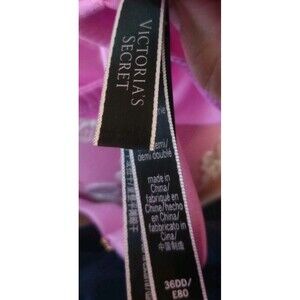 VICTORIA'S
SECRET
demi/
demi doublé
made in
China/
fabriqué en
Chine/hecho
en China/
fabbricato in
Cina/
中国制造
36DD/
E80